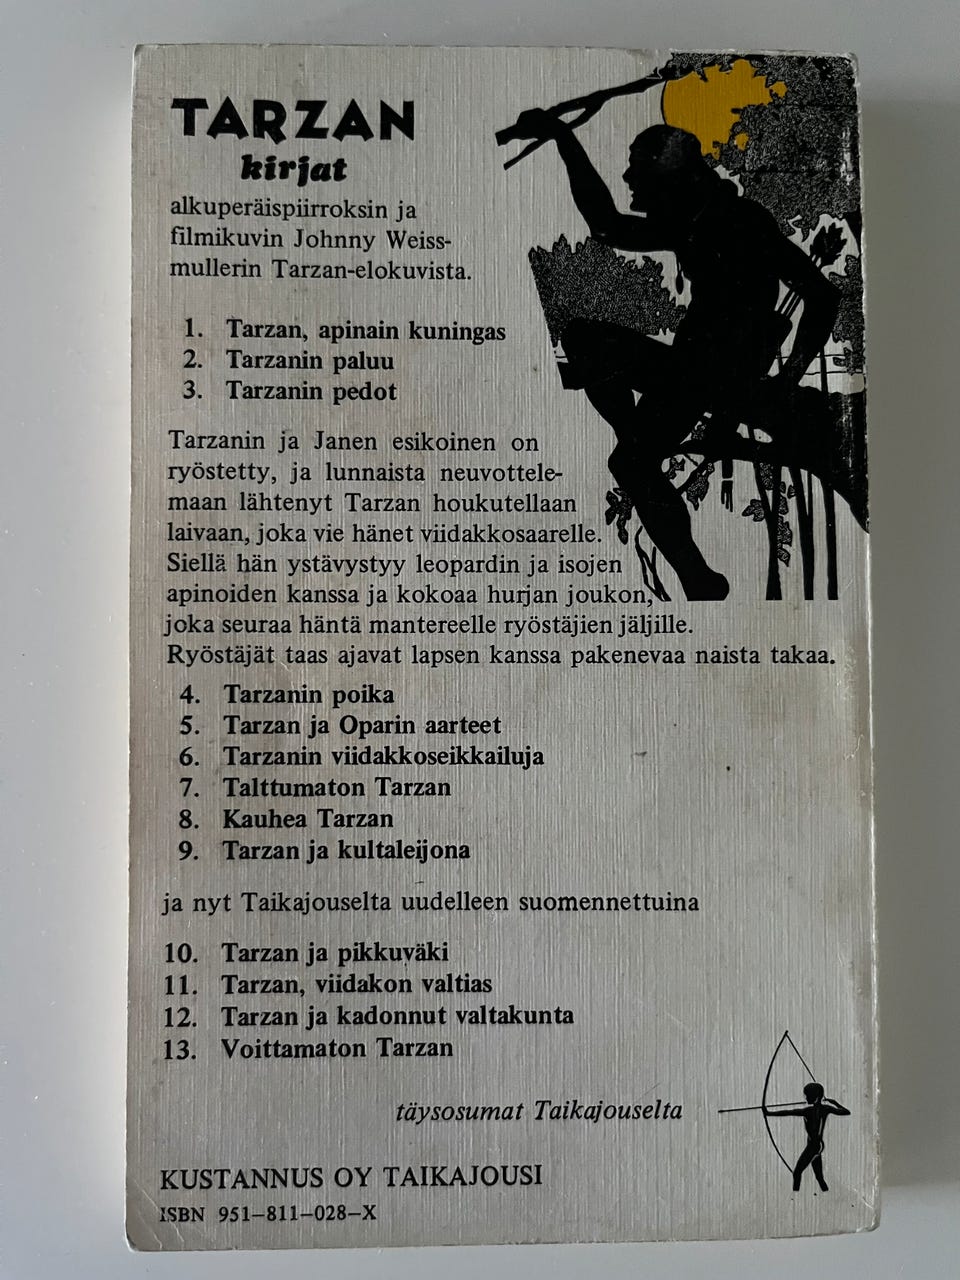 TARZAN
kirjat
alkuperäispiirroksin ja
filmikuvin Johnny Weiss-
mullerin Tarzan-elokuvista.
1. Tarzan, apinain kuningas
2. Tarzanin paluu
3. Tarzanin pedot
Tarzanin ja Janen esikoinen on
ryöstetty, ja lunnaista neuvottele-
maan lähtenyt Tarzan houkutellaan
laivaan, joka vie hänet viidakkosaarelle.
Siellä hän ystävystyy leopardin ja isojen
apinoiden kanssa ja kokoaa hurjan joukon,
joka seuraa häntä mantereelle ryöstäjien jäljille.
Ryöstäjät taas ajavat lapsen kanssa pakenevaa naista takaa.
4. Tarzanin poika
5. Tarzan ja Oparin aarteet
6. Tarzanin viidakkoseikkailuja
7. Talttumaton Tarzan
8. Kauhea Tarzan
9. Tarzan ja kultaleijona
ja nyt Taikajouselta uudelleen suomennettuina
10. Tarzan ja pikkuväki
11. Tarzan, viidakon valtias
12. Tarzan ja kadonnut valtakunta
13. Voittamaton Tarzan
täysosumat Taikajouselta
KUSTANNUS OY TAIKAJOUSI
ISBN 951–811–028–X